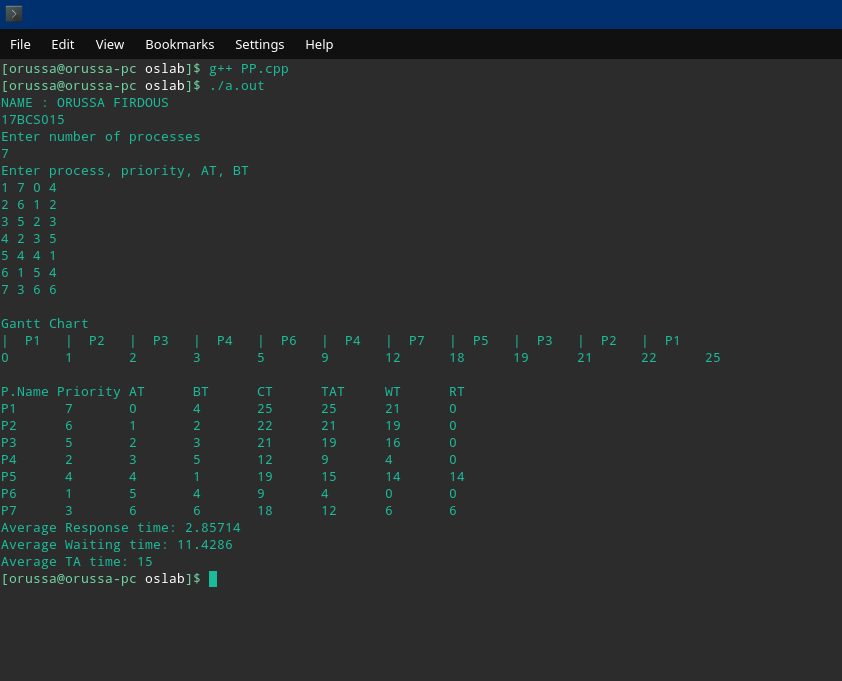 File Edit View Bookmarks Settings Help
[orussa@orussa-pc oslab]$ g++ PP.cpp
[orussa@orussa-pc oslab]$ ./a.out
NAME : ORUSSA FIRDOUS
17BCS015
Enter number of processes
7
Enter process, priority, AT, BT
1 7 0 4
2 6 1 2
3 5 2 3
4 2 3 5
5 4 4 1
6 1 5 4
7 3 6 6
Gantt Chart
| P1 | P2 | P3 | P4 | P6 | P4 | P7 | P5 | P3 | P2 | P1
0 1 2 3 5 9 12 18 19 21 22 25
P.Name Priority AT BT CT TAT WT RT
P1 7 0 4 25 25 21 0
P2 6 1 2 22 21 19 0
P3 5 2 3 21 19 16 0
P4 2 3 5 12 9 4 0
P5 4 4 1 19 15 14 14
P6 1 5 4 9 4 0 0
P7 3 6 6 18 12 6 6
Average Response time: 2.85714
Average Waiting time: 11.4286
Average TA time: 15
[orussa@orussa-pc oslab]$